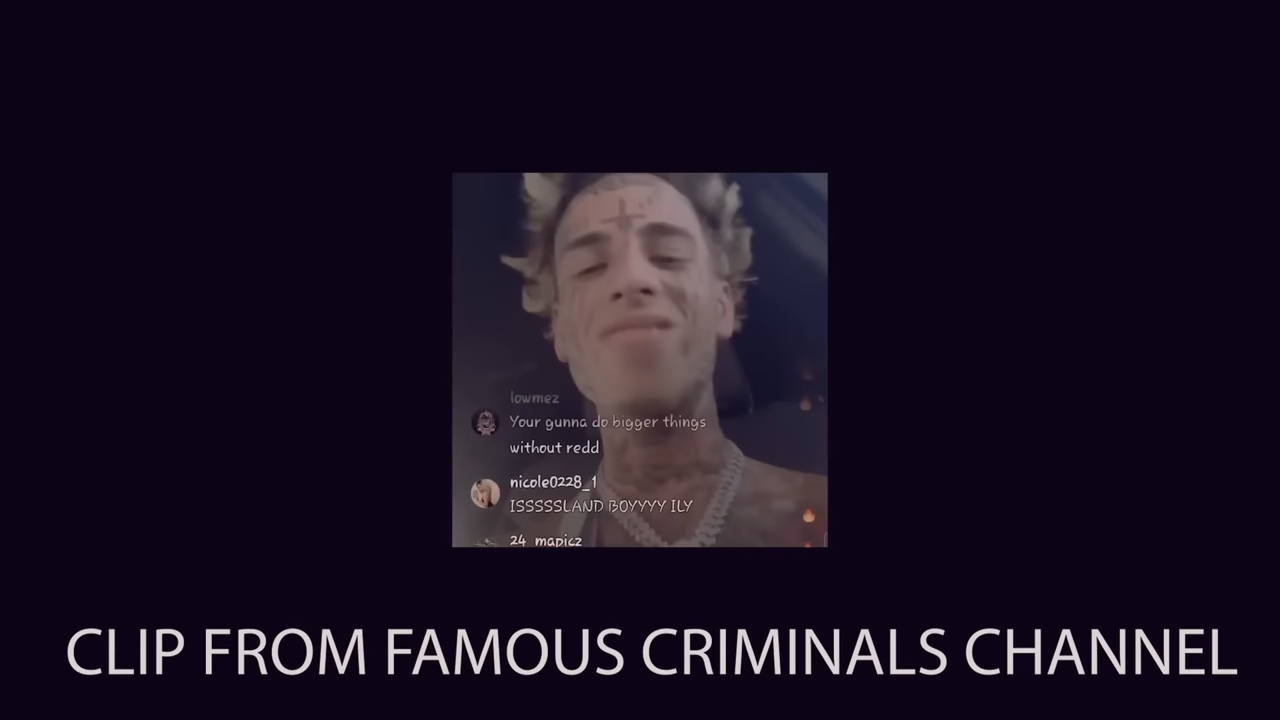 lowmez
Your gunna do bigger things
without redd
nicole0228_1
ISSSSSLAND BOYYYY ILY
24_mapicz
CLIP FROM FAMOUS CRIMINALS CHANNEL